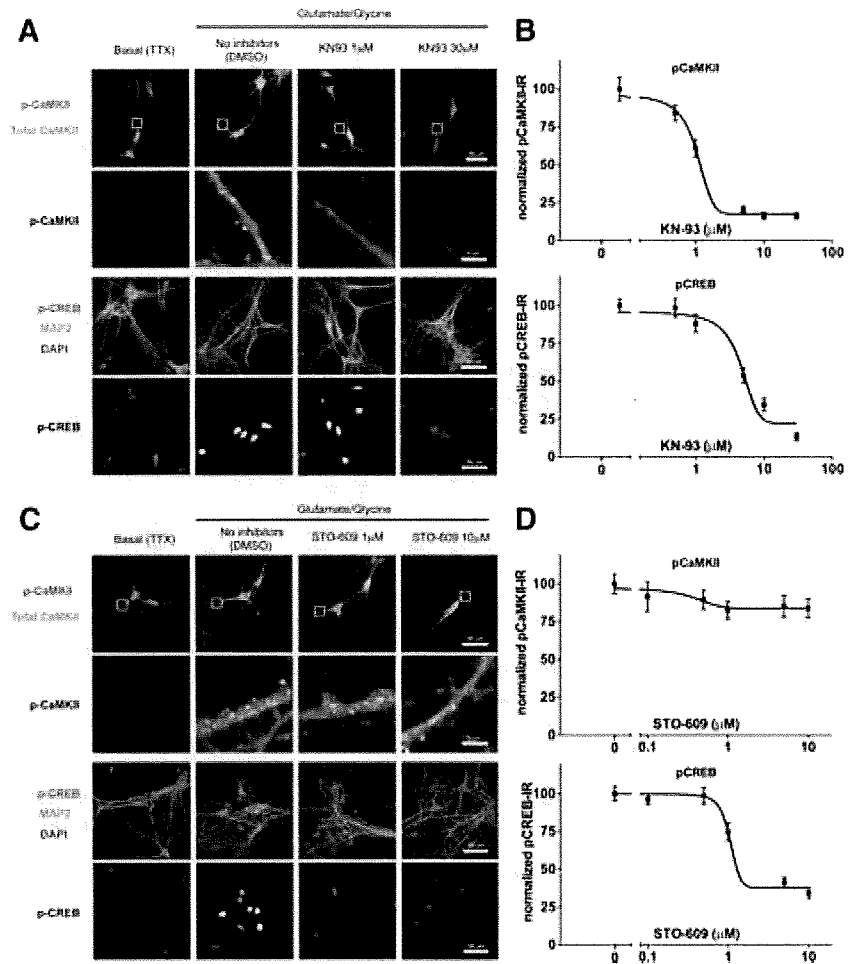 A
Glutamate/Glycine
Basal (TTX)
No inhibitors
(DMSO)
KN93 1µM
KN93 30µM
p-CaMKII
Total CaMKII
p-CaMKII
p-CREB
MAP2
DAPI
p-CREB
B
pCaMKII
normalized pCaMKII-IR
100
75
50
25
0
KN-93 (µM)
0
1
10
100
pCREB
normalized pCREB-IR
100
75
50
25
0
KN-93 (µM)
0
1
10
100
C
Glutamate/Glycine
Basal (TTX)
No inhibitors
(DMSO)
STO-609 1µM
STO-609 10µM
p-CaMKII
Total CaMKII
p-CaMKII
p-CREB
MAP2
DAPI
p-CREB
D
pCaMKII
normalized pCaMKII-IR
100
75
50
25
0
STO-609 (µM)
0
0.1
1
10
pCREB
normalized pCREB-IR
100
75
50
25
0
STO-609 (µM)
0
0.1
1
10